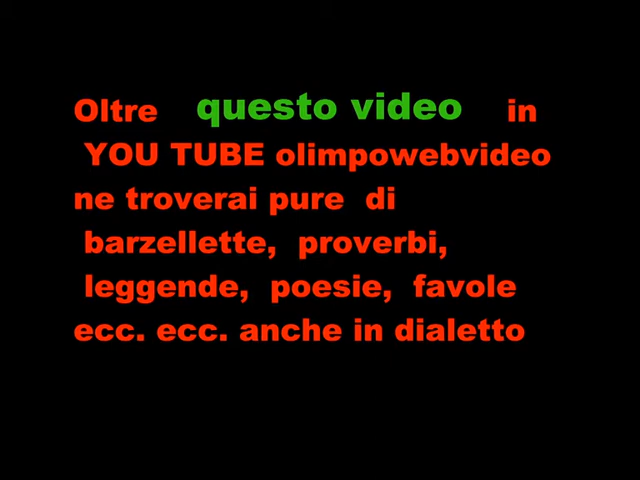 Oltre questo video in
YOU TUBE olimpowebvideo
ne troverai pure di
barzellette, proverbi,
leggende, poesie, favole
ecc. ecc. anche in dialetto